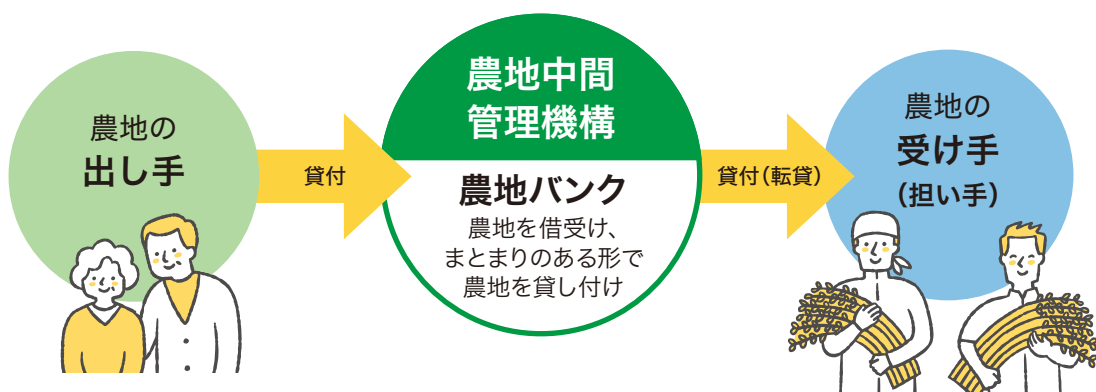 農地の
出し手
貸付
農地中間
管理機構
農地バンク
農地を借受け、
まとまりのある形で
農地を貸し付け
貸付（転貸）
農地の
受け手
（担い手）